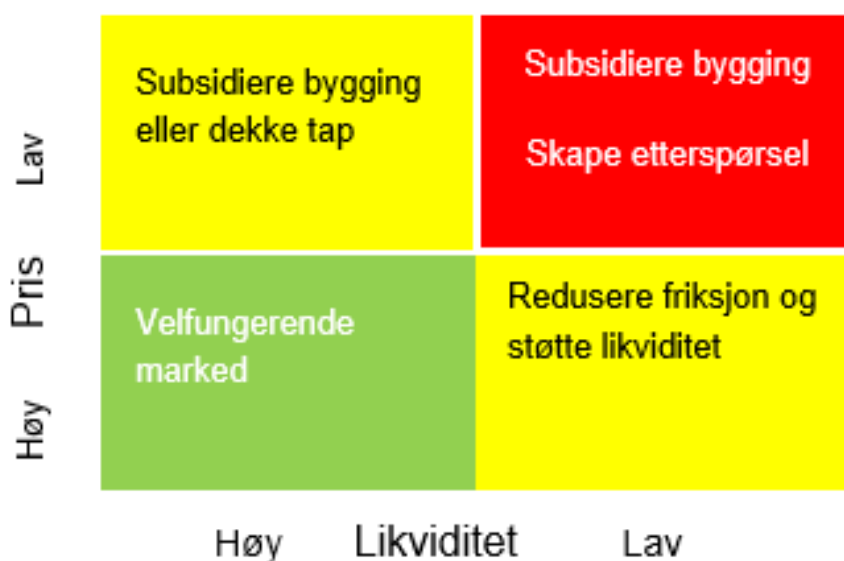 Subsidiere bygging
eller dekke tap
Subsidiere bygging
Skape etterspørsel
Velfungerende
marked
Redusere friksjon og
støtte likviditet
Lav
Pris
Høy
Høy
Likviditet
Lav